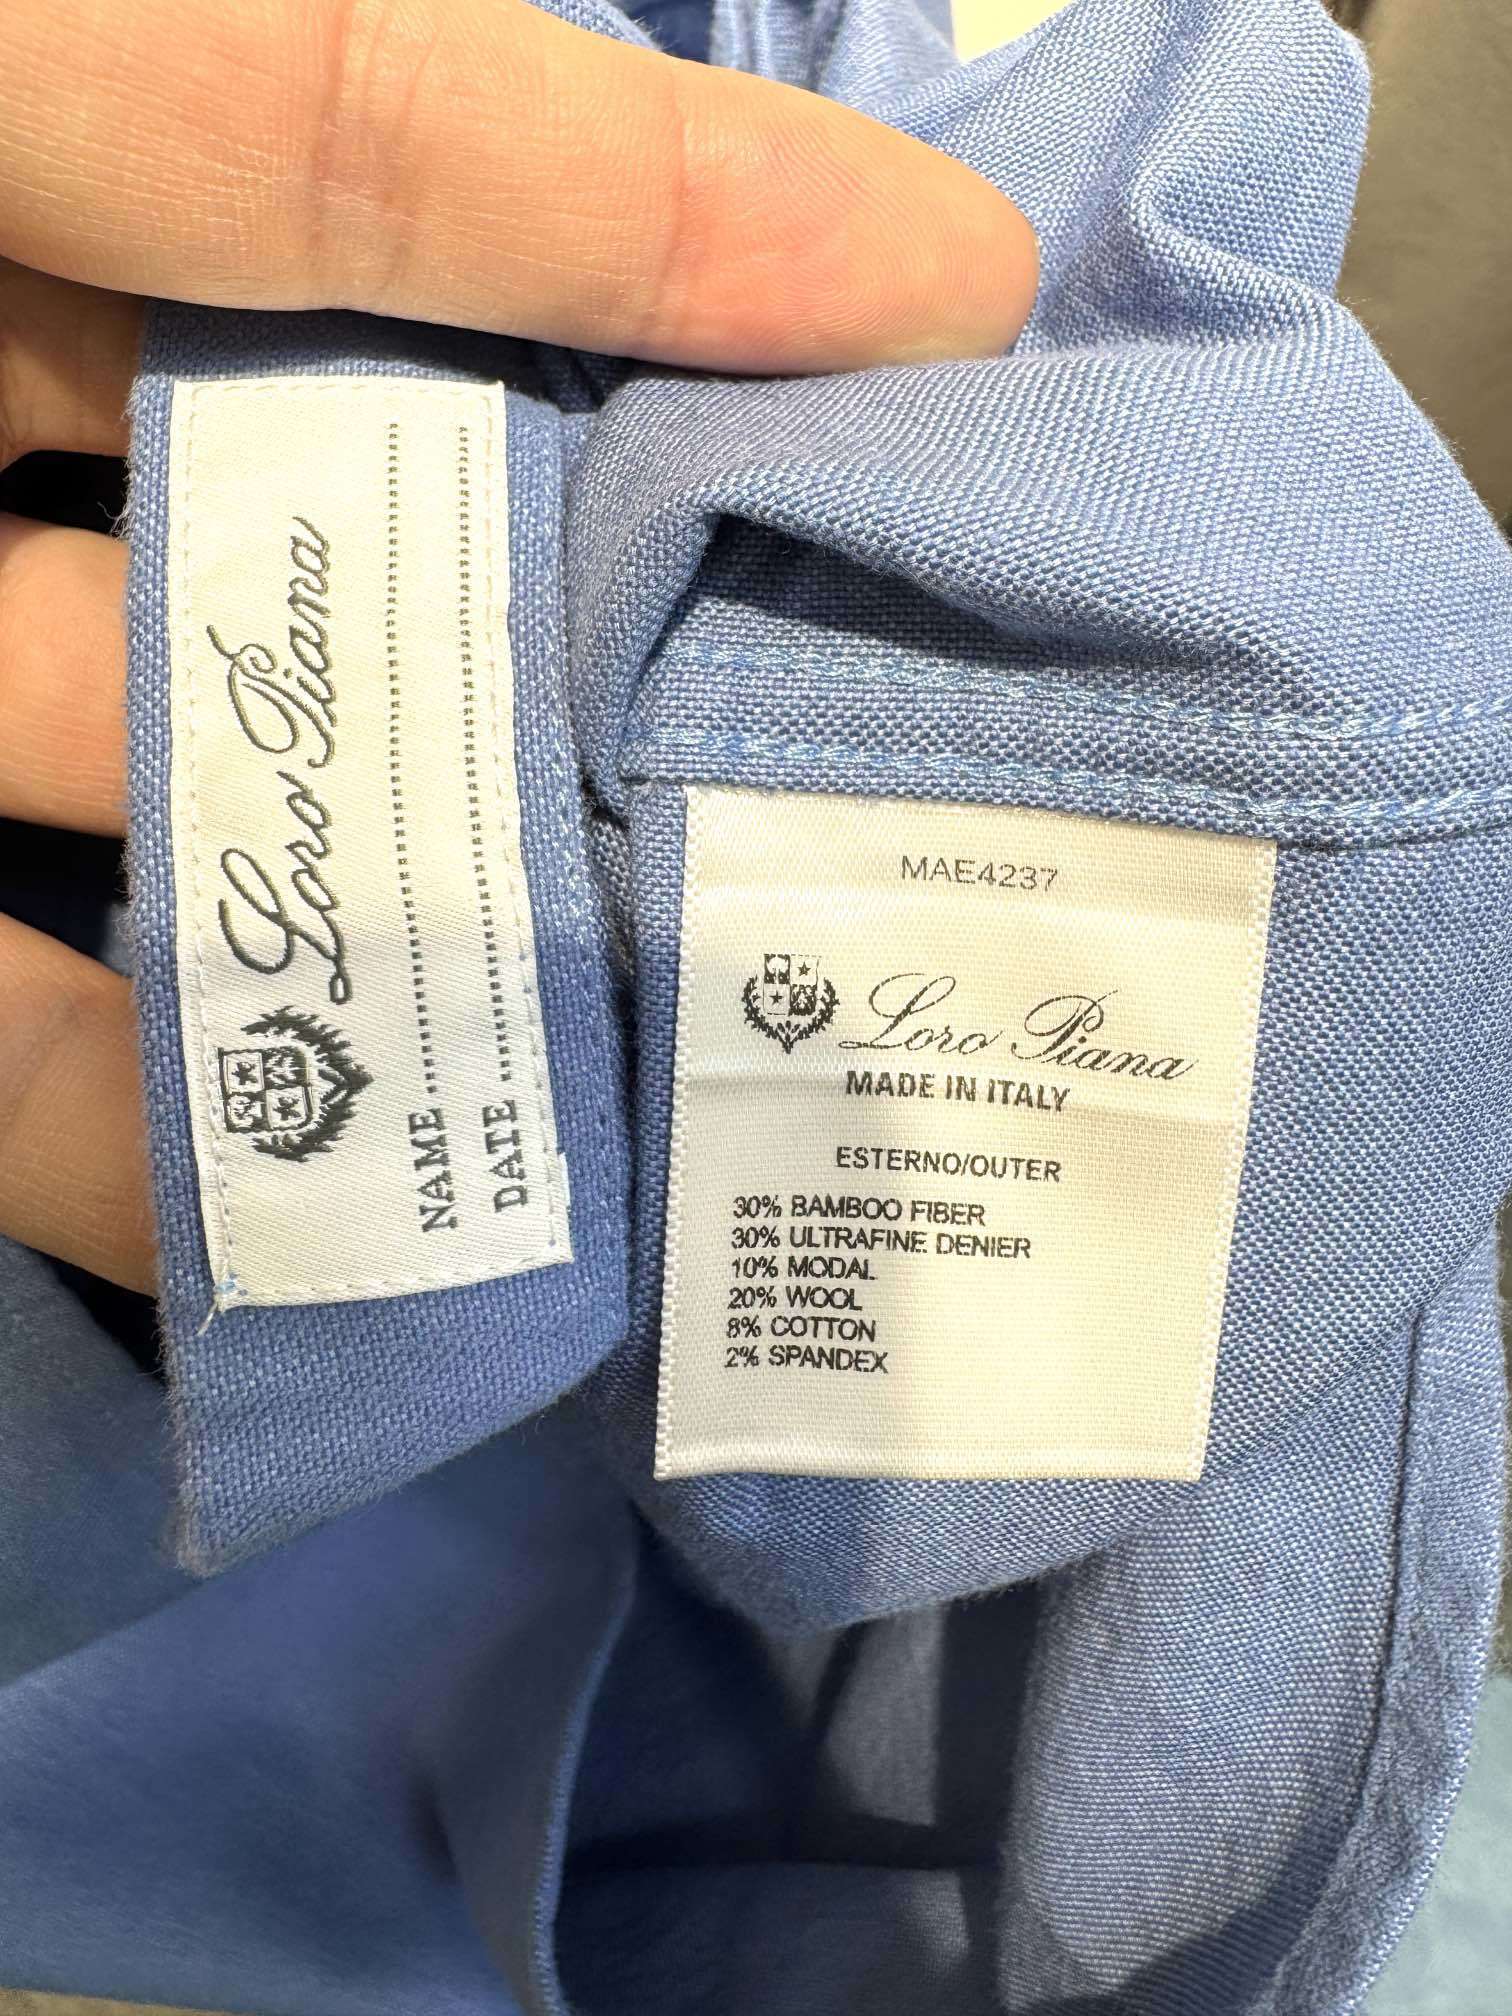 Loro Piana
NAME
DATE
MAE4237
Loro Piana
MADE IN ITALY
ESTERNO/OUTER
30% BAMBOO FIBER
30% ULTRAFINE DENIER
10% MODAL
20% WOOL
8% COTTON
2% SPANDEX